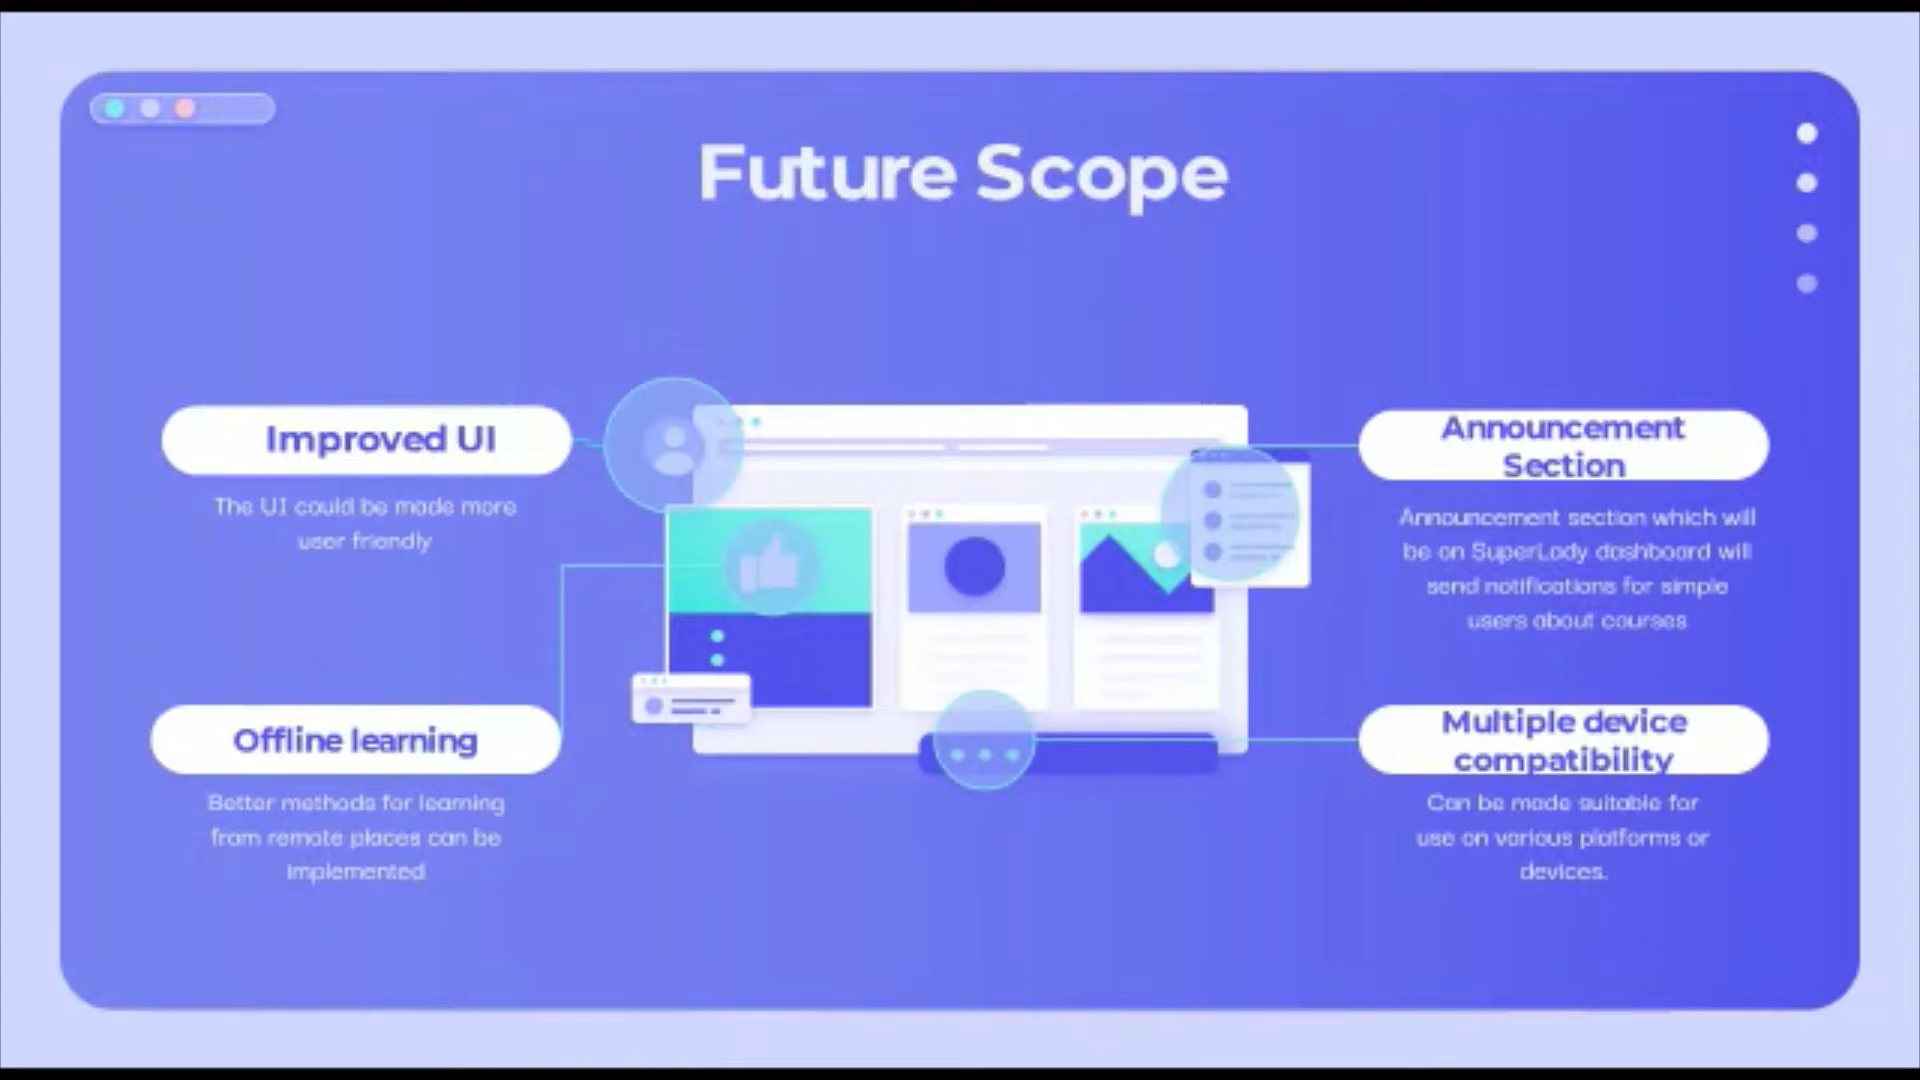 Future Scope
Improved UI
The UI could be made more
user friendly
Offline learning
Better methods for learning
from remote places can be
implemented
Announcement
Section
Announcement section which will
be on SuperLady dashboard will
send notifications for simple
users about courses
Multiple device
compatibility
Can be made suitable for
use on various platforms or
devices.